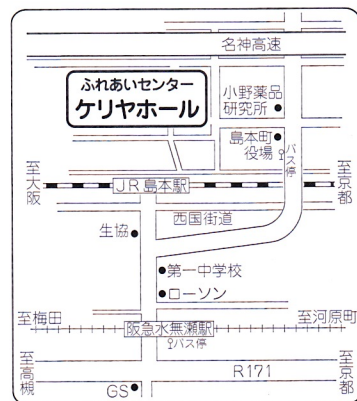 名神高速
ふれあいセンター
ケリヤホール
小野薬品
研究所
島本町
役場
バス停
至大阪
JR島本駅
至京都
西国街道
生協
第一中学校
ローソン
至梅田
至河原町
阪急水無瀬駅
バス停
至高槻
R171
至京都
GS